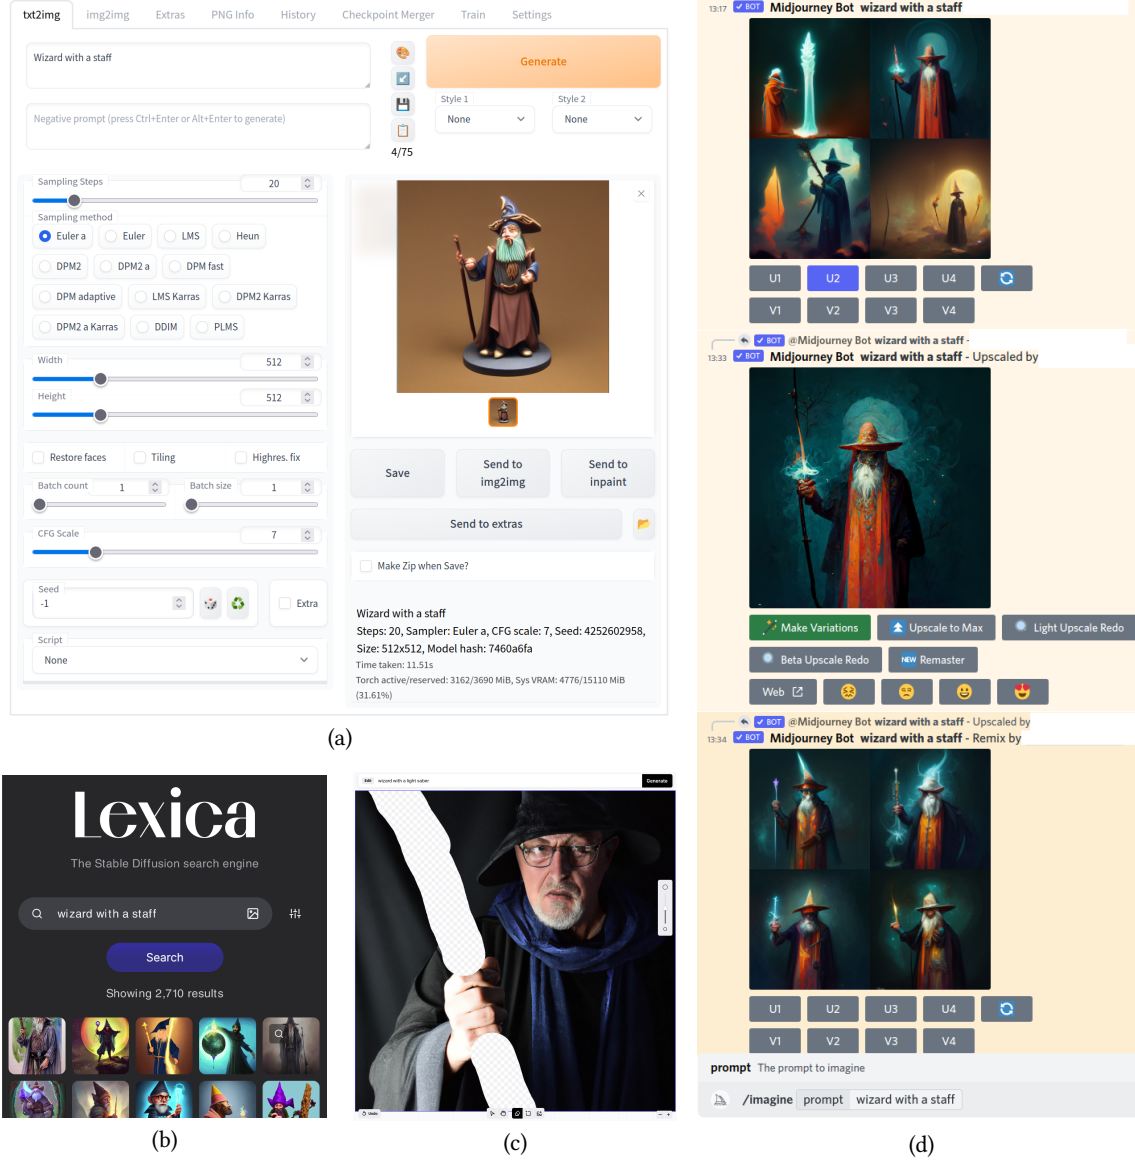 txt2img img2img Extras PNG Info History Checkpoint Merger Train Settings
Wizard with a staff
Negative prompt (press Ctrl+Enter or Alt+Enter to generate)
4/75
Generate
Style 1 Style 2
None None
Sampling Steps 20
Sampling method
Euler a Euler LMS Heun
DPM2 DPM2 a DPM fast
DPM adaptive LMS Karras DPM2 Karras
DPM2 a Karras DDIM PLMS
Width 512
Height 512
Restore faces Tiling Highres. fix
Batch count 1 Batch size 1
CFG Scale 7
Seed
-1
Extra
Script
None
Save
Send to
img2img
Send to
inpaint
Send to extras
Make Zip when Save?
Wizard with a staff
Steps: 20, Sampler: Euler a, CFG scale: 7, Seed: 4252602958,
Size: 512x512, Model hash: 7460a6fa
Time taken: 11.51s
Torch active/reserved: 3162/3690 MiB, Sys VRAM: 4776/15110 MiB
(31.61%)
(a)
Lexica
The Stable Diffusion search engine
wizard with a staff
Search
Showing 2,710 results
(b)
Edit wizard with a light saber Generate
Undo
(c)
13:17 BOT Midjourney Bot wizard with a staff
U1 U2 U3 U4
V1 V2 V3 V4
BOT @Midjourney Bot wizard with a staff -
13:33 BOT Midjourney Bot wizard with a staff - Upscaled by
Make Variations Upscale to Max Light Upscale Redo
Beta Upscale Redo NEW Remaster
Web
BOT @Midjourney Bot wizard with a staff - Upscaled by
13:34 BOT Midjourney Bot wizard with a staff - Remix by
U1 U2 U3 U4
V1 V2 V3 V4
prompt The prompt to imagine
/imagine prompt wizard with a staff
(d)